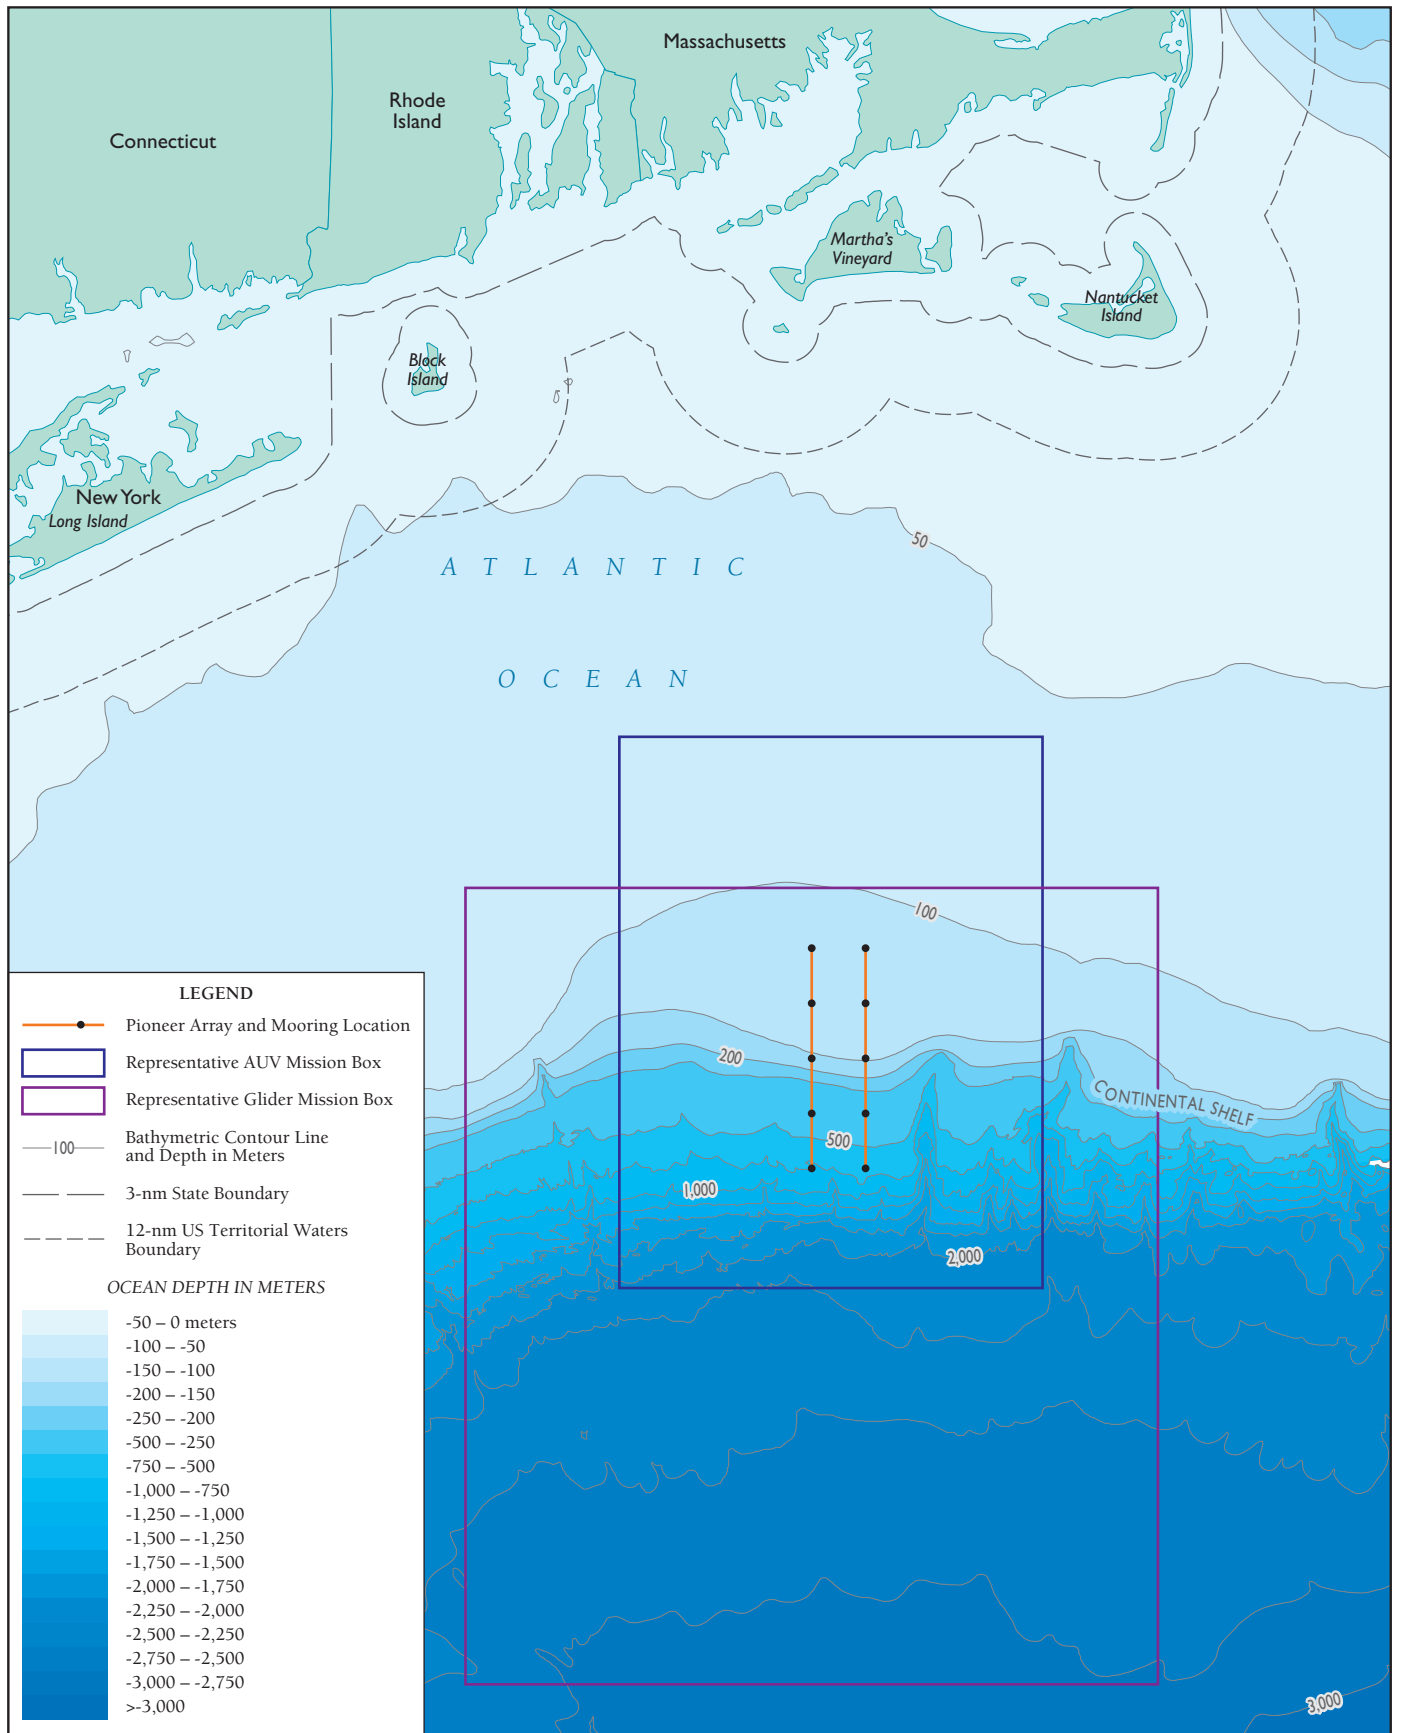 Massachusetts
Rhode
Island
Connecticut
Martha's
Vineyard
Nantucket
Island
Block
Island
New York
Long Island
50
ATLANTIC
OCEAN
100
200
CONTINENTAL SHELF
500
1,000
2,000
3,000
LEGEND
Pioneer Array and Mooring Location
Representative AUV Mission Box
Representative Glider Mission Box
100
Bathymetric Contour Line
and Depth in Meters
3-nm State Boundary
12-nm US Territorial Waters
Boundary
OCEAN DEPTH IN METERS
-50 – 0 meters
-100 – -50
-150 – -100
-200 – -150
-250 – -200
-500 – -250
-750 – -500
-1,000 – -750
-1,250 – -1,000
-1,500 – -1,250
-1,750 – -1,500
-2,000 – -1,750
-2,250 – -2,000
-2,500 – -2,250
-2,750 – -2,500
-3,000 – -2,750
>-3,000